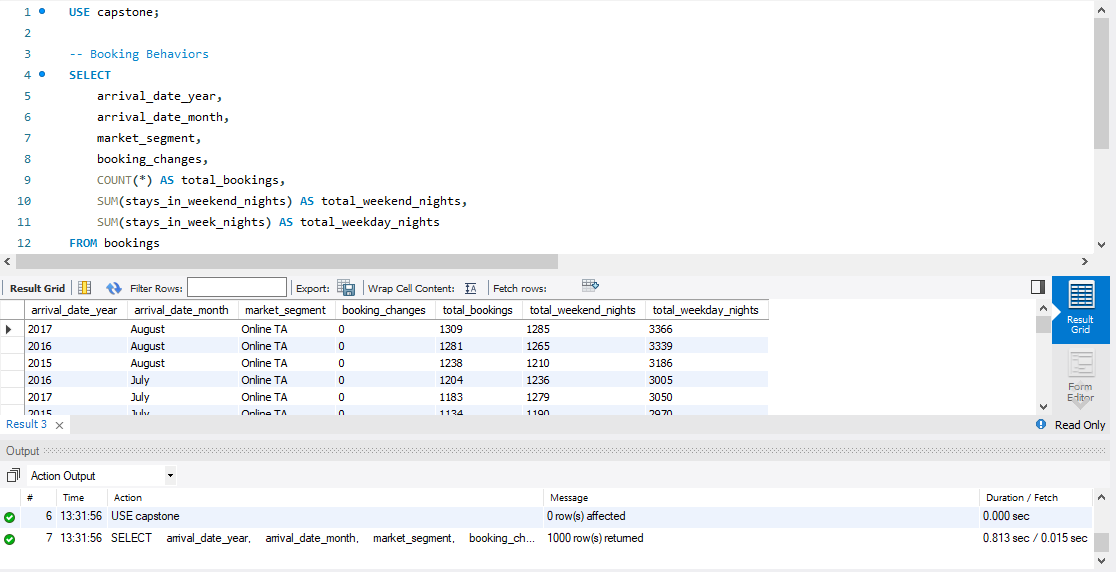 1 USE capstone;
2
3 -- Booking Behaviors
4 SELECT
5 arrival_date_year,
6 arrival_date_month,
7 market_segment,
8 booking_changes,
9 COUNT(*) AS total_bookings,
10 SUM(stays_in_weekend_nights) AS total_weekend_nights,
11 SUM(stays_in_week_nights) AS total_weekday_nights
12 FROM bookings
Result Grid Filter Rows: Export: Wrap Cell Content: IA Fetch rows:
arrival_date_year arrival_date_month market_segment booking_changes total_bookings total_weekend_nights total_weekday_nights
2017 August Online TA 0 1309 1285 3366
2016 August Online TA 0 1281 1265 3339
2015 August Online TA 0 1238 1210 3186
2016 July Online TA 0 1204 1236 3005
2017 July Online TA 0 1183 1279 3050
2015 July Online TA 0 1134 1190 2970
Result
Grid
Form
Editor
Result 3 Read Only
Output
Action Output
# Time Action Message Duration / Fetch
6 13:31:56 USE capstone 0 row(s) affected 0.000 sec
7 13:31:56 SELECT arrival_date_year, arrival_date_month, market_segment, booking_ch... 1000 row(s) returned 0.813 sec / 0.015 sec